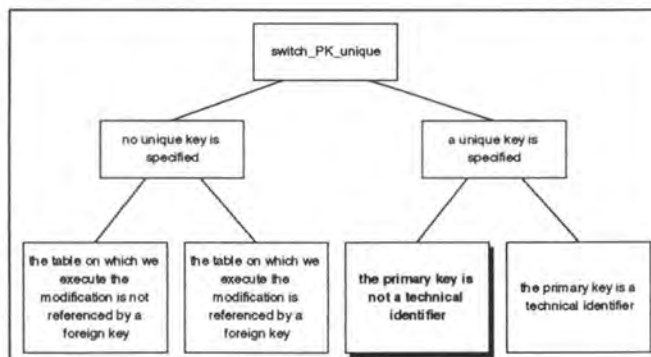 switch_PK_unique
no unique key is
specified
a unique key is
specified
the table on which we
execute the
modification is not
referenced by a
foreign key
the table on which we
execute the
modification is
referenced by a
foreign key
the primary key is
not a technical
identifier
the primary key is a
technical identifier